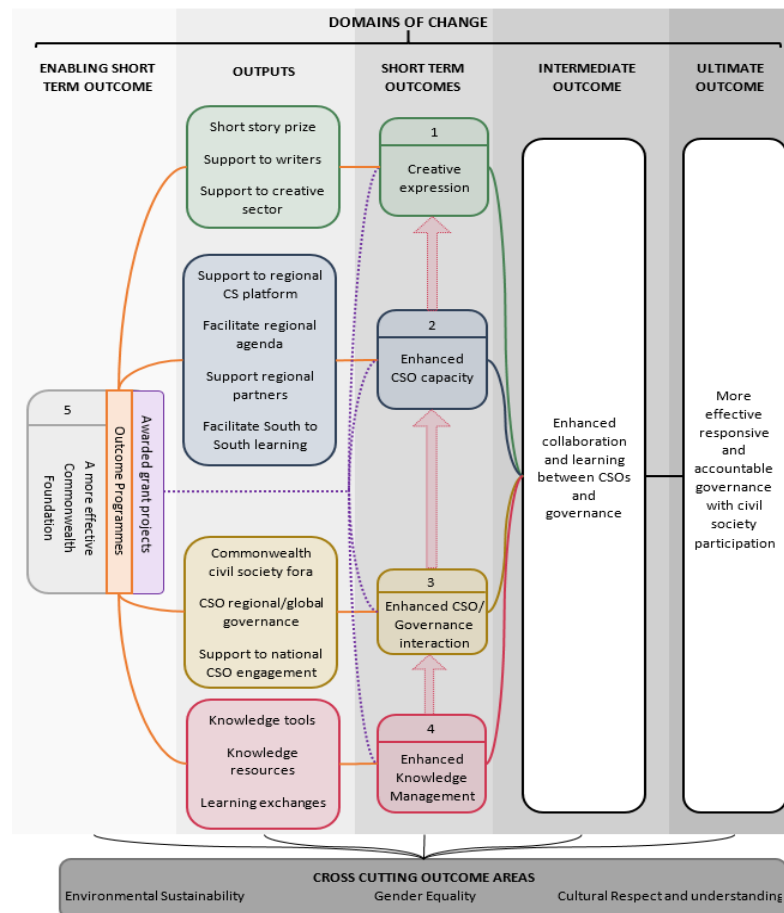 DOMAINS OF CHANGE
ENABLING SHORT
TERM OUTCOME
OUTPUTS
SHORT TERM
OUTCOMES
INTERMEDIATE
OUTCOME
ULTIMATE
OUTCOME
Short story prize
Support to writers
Support to creative
sector
1
Creative
expression
Support to regional
CS platform
Facilitate regional
agenda
Support regional
partners
Facilitate South to
South learning
2
Enhanced
CSO capacity
5
A more effective
Commonwealth
Foundation
Outcome Programmes
Awarded grant projects
Commonwealth
civil society fora
CSO regional/global
governance
Support to national
CSO engagement
3
Enhanced CSO/
Governance
interaction
Knowledge tools
Knowledge
resources
Learning exchanges
4
Enhanced
Knowledge
Management
Enhanced
collaboration
and learning
between CSOs
and
governance
More
effective
responsive
and
accountable
governance
with civil
society
participation
CROSS CUTTING OUTCOME AREAS
Environmental Sustainability
Gender Equality
Cultural Respect and understanding